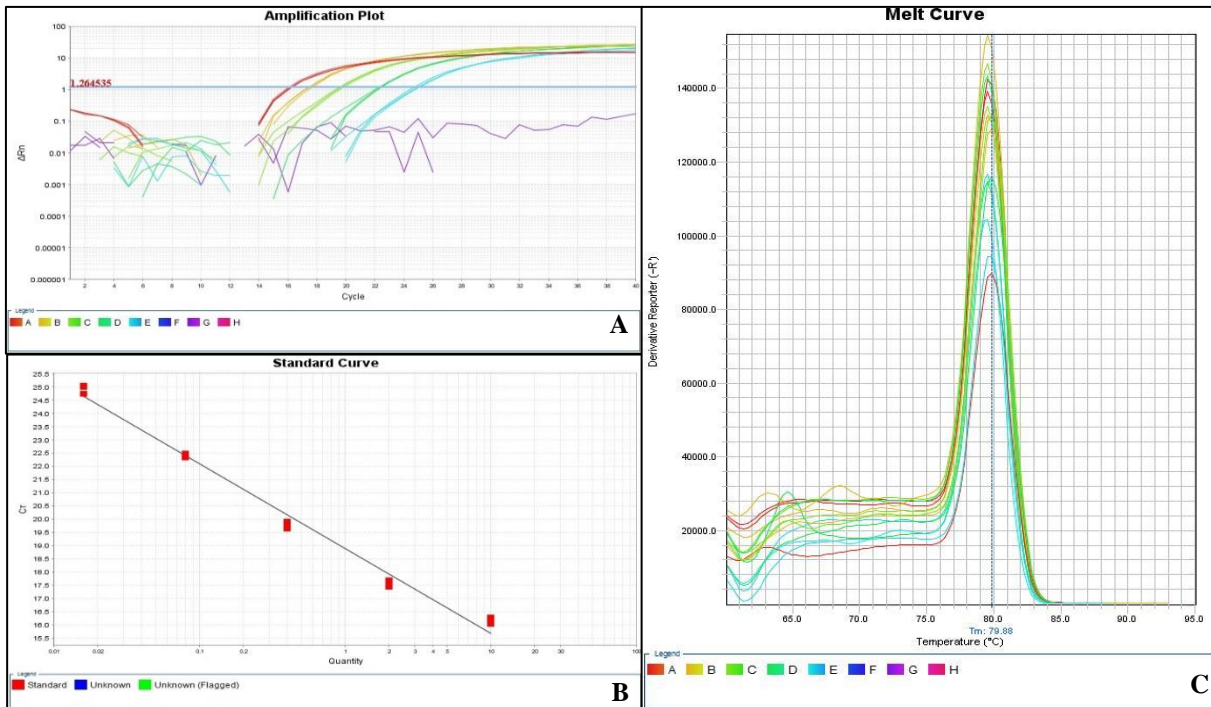 Amplification Plot
100
10
1.264535
1
0.1
0.01
0.001
0.0001
0.00001
0.000001
ΔRn
2 4 6 8 10 12 14 16 18 20 22 24 26 28 30 32 34 36 38 40
Cycle
Legend
A B C D E F G H
A
Standard Curve
25.5
25.0
24.5
24.0
23.5
23.0
22.5
22.0
21.5
21.0
20.5
20.0
19.5
19.0
18.5
18.0
17.5
17.0
16.5
16.0
15.5
CT
0.01 0.02 0.1 0.2 1 2 3 4 5 10 20 30 100
Quantity
Legend
Standard Unknown Unknown (Flagged)
B
Melt Curve
140000.0
120000.0
100000.0
80000.0
60000.0
40000.0
20000.0
Derivative Reporter (-R')
65.0 70.0 75.0 80.0 85.0 90.0 95.0
Tm: 79.88
Temperature (°C)
Legend
A B C D E F G H
C